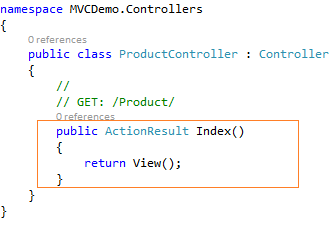 namespace MVCDemo.Controllers
{
0 references
public class ProductController : Controller
{
//
// GET: /Product/
0 references
public ActionResult Index()
{
return View();
}
}
}